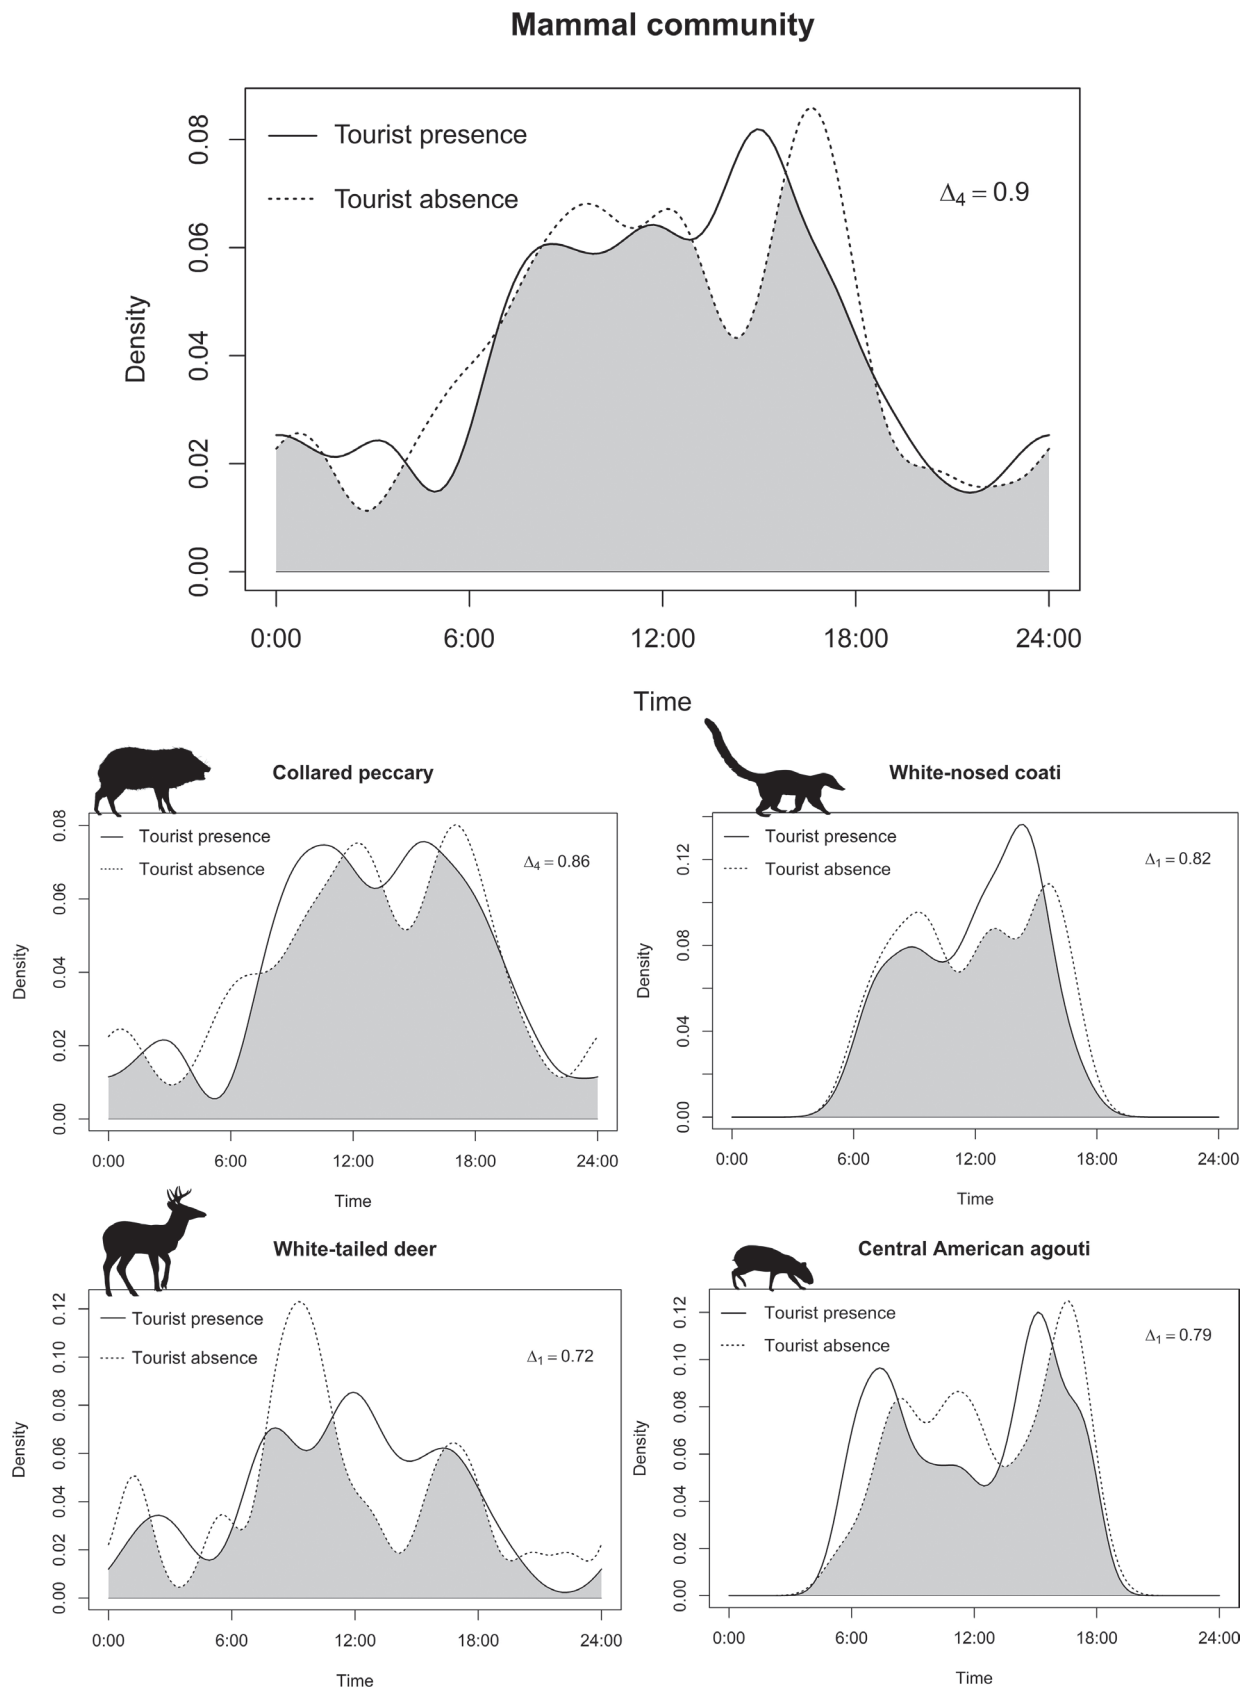 Mammal community
Tourist presence
Tourist absence
Δ4 = 0.9
Density
0.00 0.02 0.04 0.06 0.08
0:00 6:00 12:00 18:00 24:00
Time
Collared peccary
Tourist presence
Tourist absence
Δ4 = 0.86
Density
0.00 0.02 0.04 0.06 0.08
0:00 6:00 12:00 18:00 24:00
Time
White-nosed coati
Tourist presence
Tourist absence
Δ1 = 0.82
Density
0.00 0.04 0.08 0.12
0:00 6:00 12:00 18:00 24:00
Time
White-tailed deer
Tourist presence
Tourist absence
Δ1 = 0.72
Density
0.00 0.02 0.04 0.06 0.08 0.10 0.12
0:00 6:00 12:00 18:00 24:00
Time
Central American agouti
Tourist presence
Tourist absence
Δ1 = 0.79
Density
0.00 0.02 0.04 0.06 0.08 0.10 0.12
0:00 6:00 12:00 18:00 24:00
Time